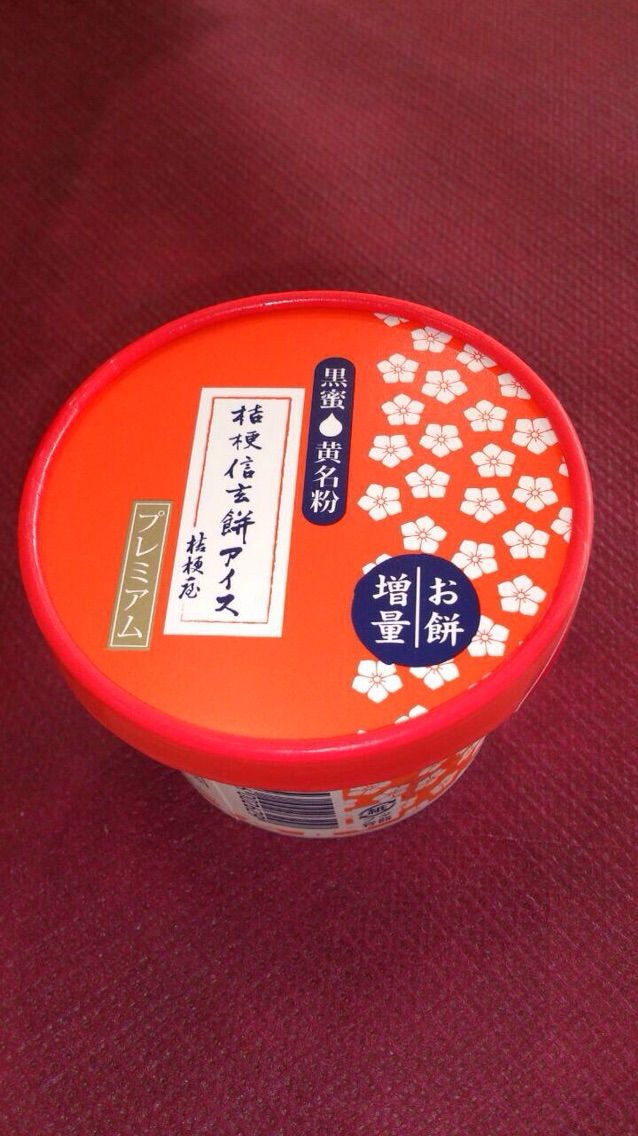 黒蜜
黄名粉
桔梗信玄餅アイス
桔梗屋
プレミアム
お餅
増量
紙